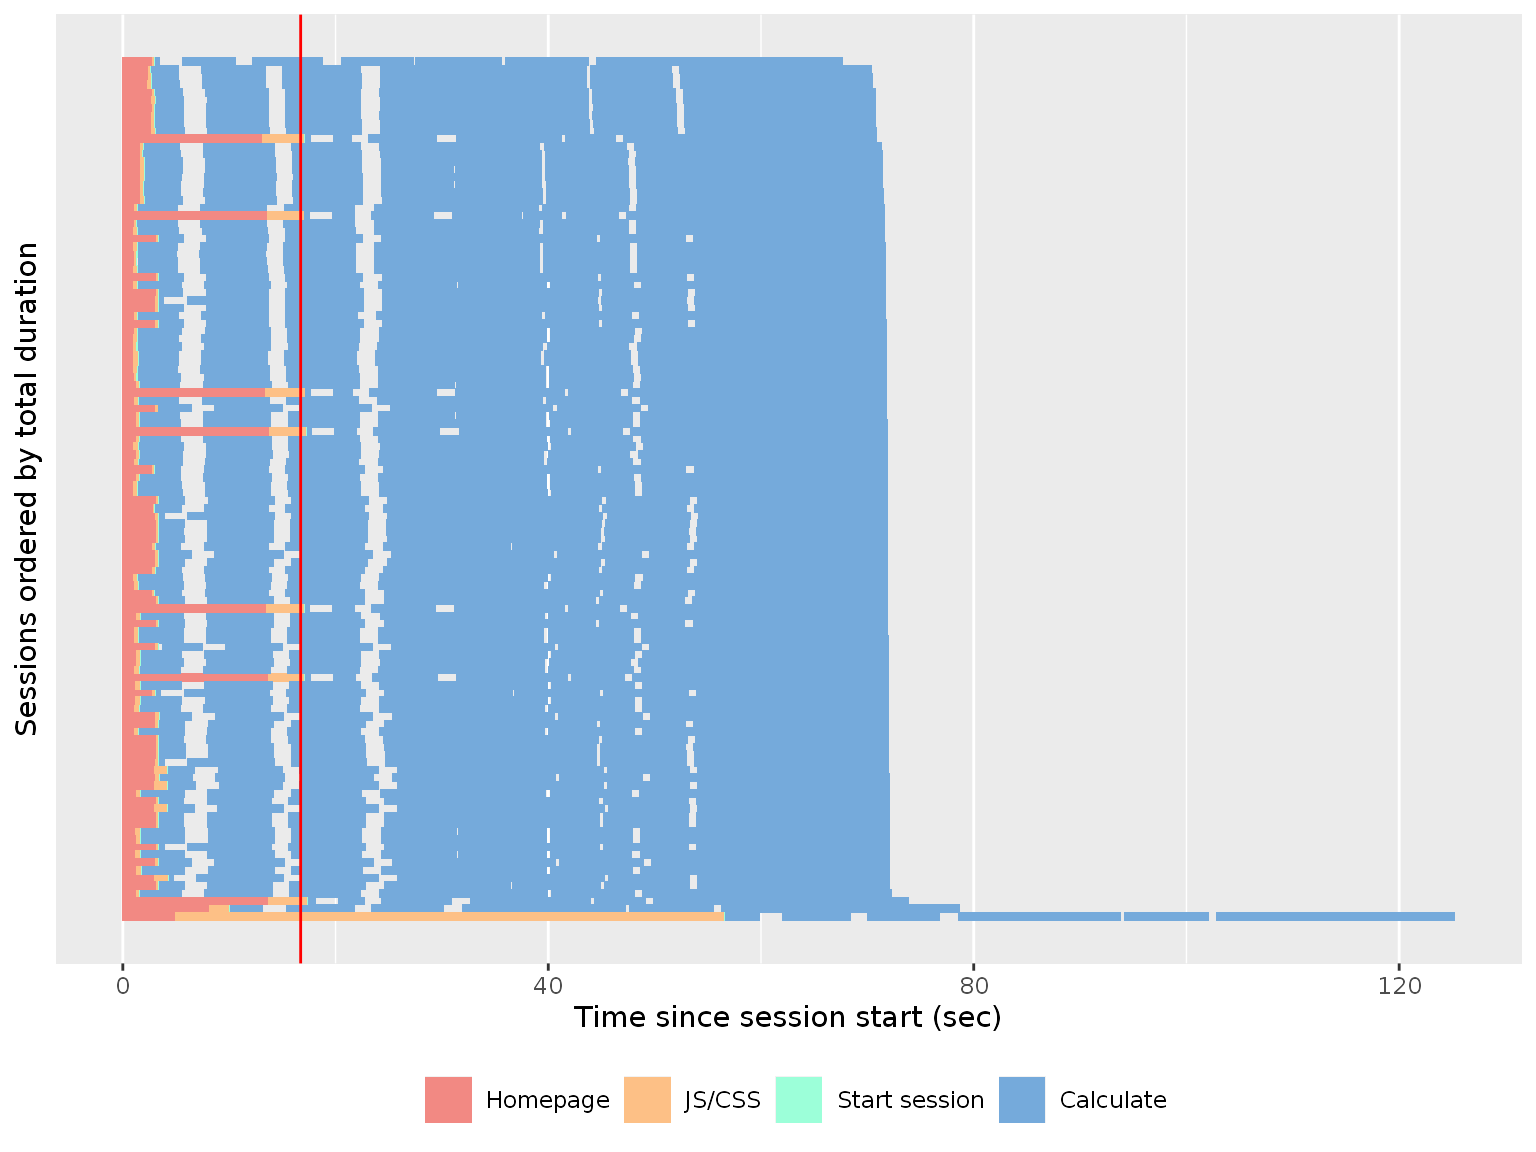 Sessions ordered by total duration
0 40 80 120
Time since session start (sec)
Homepage JS/CSS Start session Calculate